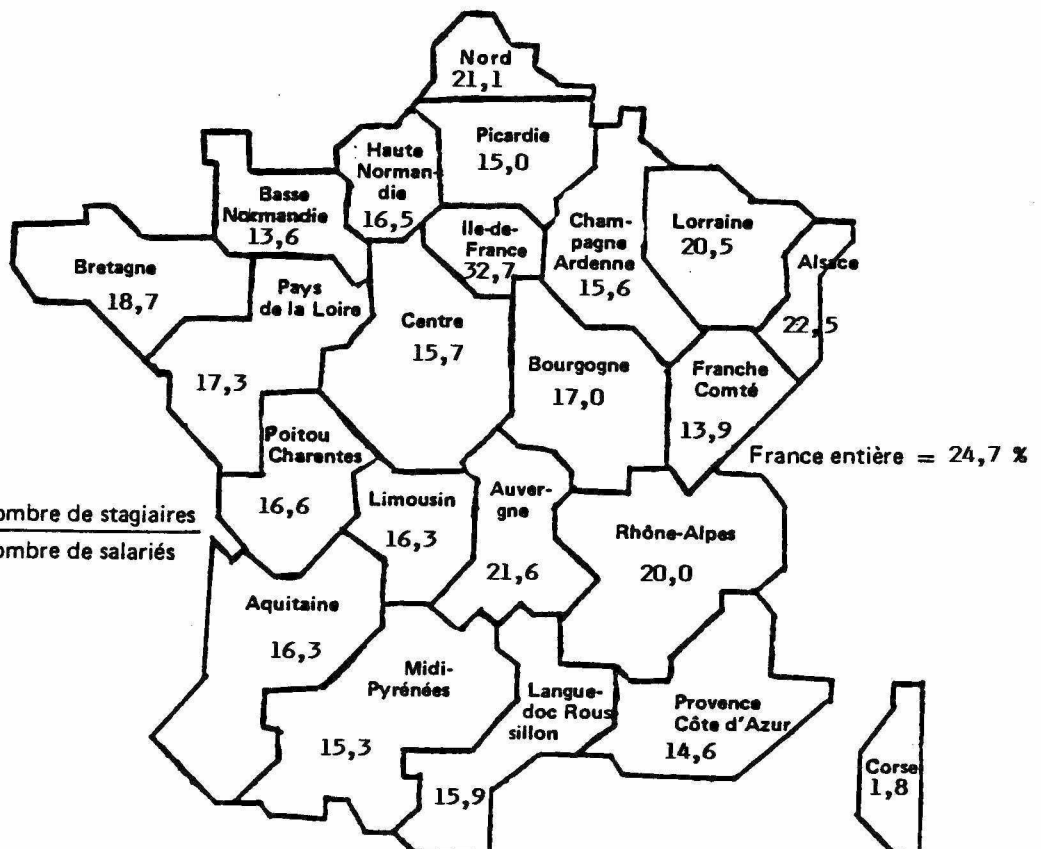 Nord
21,1
Picardie
15,0
Haute
Norman-
die
16,5
Basse
Normandie
13,6
Ile-de-
France
32,7
Cham-
pagne
Ardenne
15,6
Lorraine
20,5
Alsace
22,5
Bretagne
18,7
Pays
de la Loire
17,3
Centre
15,7
Bourgogne
17,0
Franche
Comté
13,9
France entière = 24,7 %
Poitou
Charentes
16,6
ombre de stagiaires
ombre de salariés
Limousin
16,3
Auver-
gne
21,6
Rhône-Alpes
20,0
Aquitaine
16,3
Midi-
Pyrénées
15,3
Langue-
doc Rous
sillon
15,9
Provence
Côte d'Azur
14,6
Corse
1,8